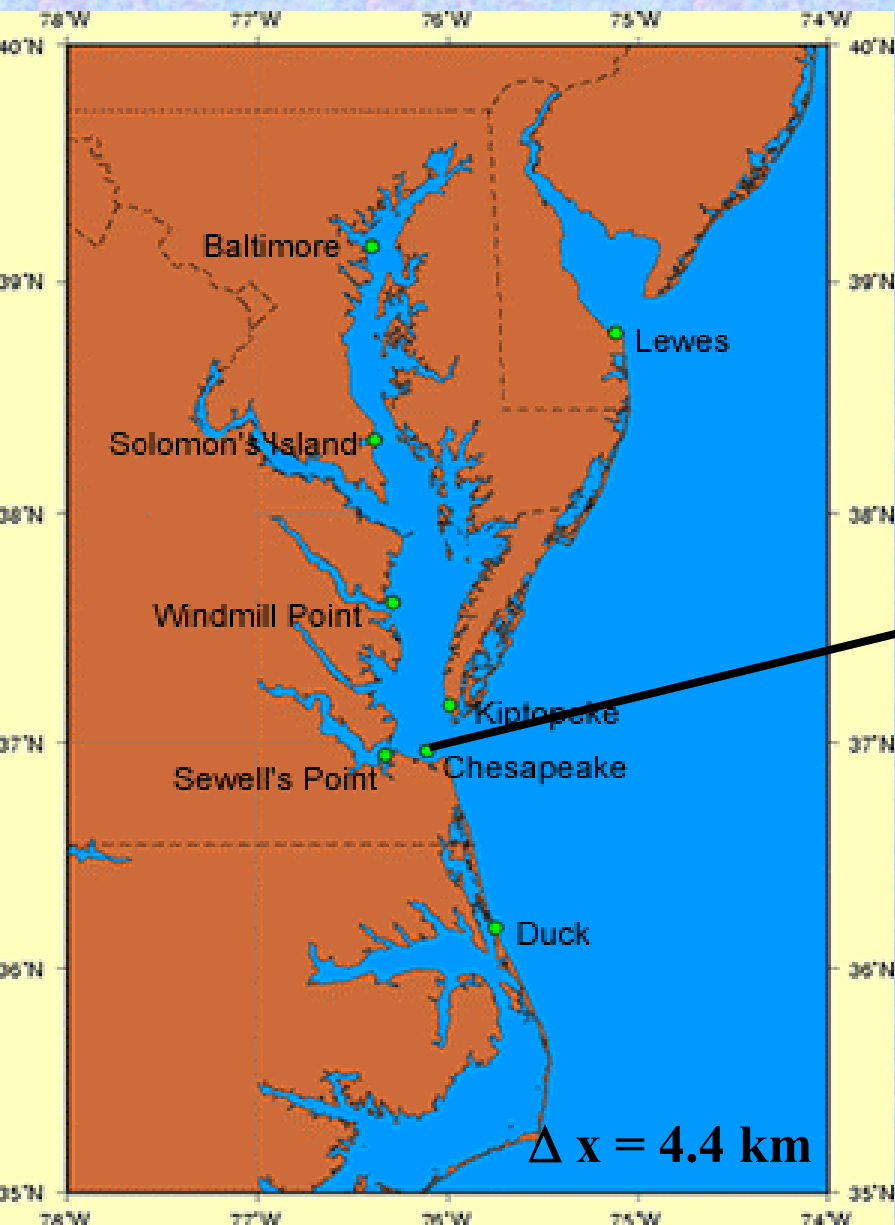 78°W 77°W 76°W 75°W 74°W
40°N 40°N
Baltimore
39°N 39°N
Lewes
Solomon's Island
38°N 38°N
Windmill Point
Kiptopeke
37°N 37°N
Chesapeake
Sewell's Point
Duck
36°N 36°N
Δ x = 4.4 km
35°N 35°N
78°W 77°W 76°W 75°W 74°W